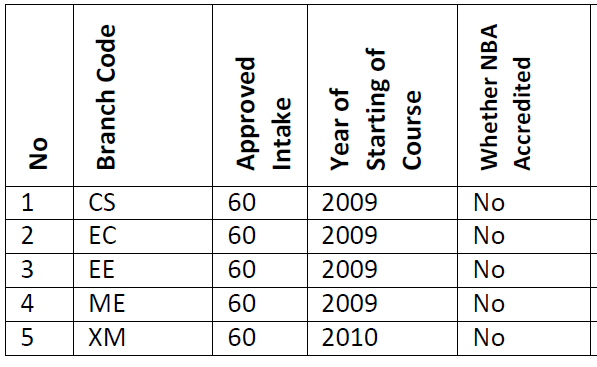 No Branch Code Approved Intake Year of Starting of Course Whether NBA Accredited
1 CS 60 2009 No
2 EC 60 2009 No
3 EE 60 2009 No
4 ME 60 2009 No
5 XM 60 2010 No